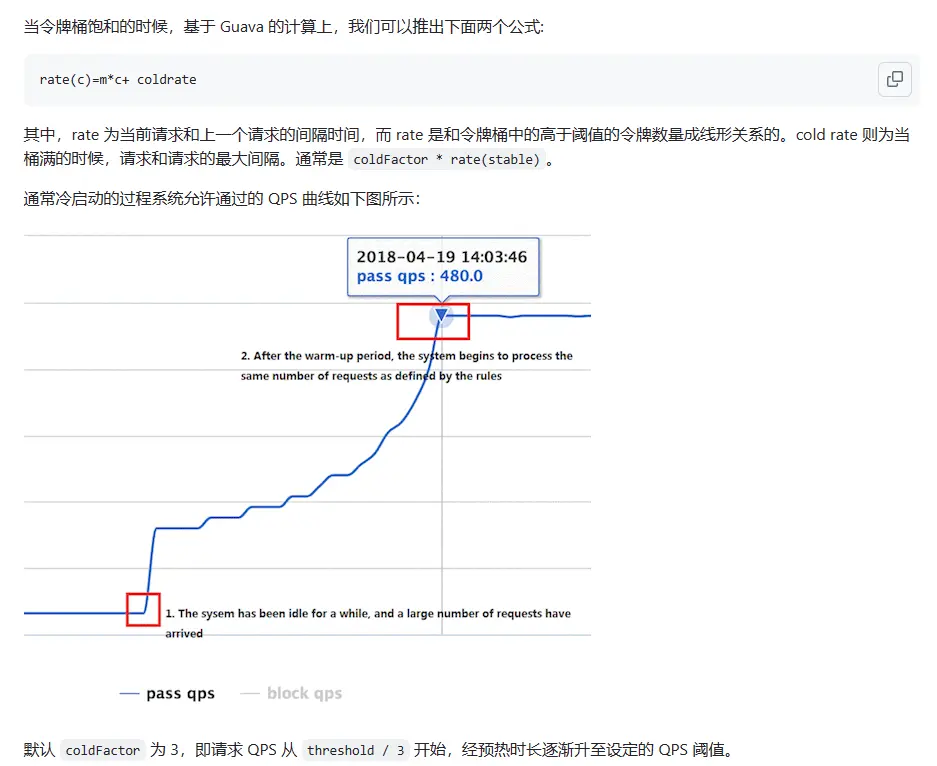 当令牌桶饱和的时候，基于 Guava 的计算上，我们可以推出下面两个公式:
rate(c)=m*c+ coldrate
其中，rate 为当前请求和上一个请求的间隔时间，而 rate 是和令牌桶中的高于阈值的令牌数量成线形关系的。cold rate 则为当
桶满的时候，请求和请求的最大间隔。通常是 coldFactor * rate(stable) 。
通常冷启动的过程系统允许通过的 QPS 曲线如下图所示：
2018-04-19 14:03:46
pass qps : 480.0
2. After the warm-up period, the system begins to process the
same number of requests as defined by the rules
1. The sysem has been idle for a while, and a large number of requests have
arrived
pass qps
block qps
默认 coldFactor 为 3，即请求 QPS 从 threshold / 3 开始，经预热时长逐渐升至设定的 QPS 阈值。